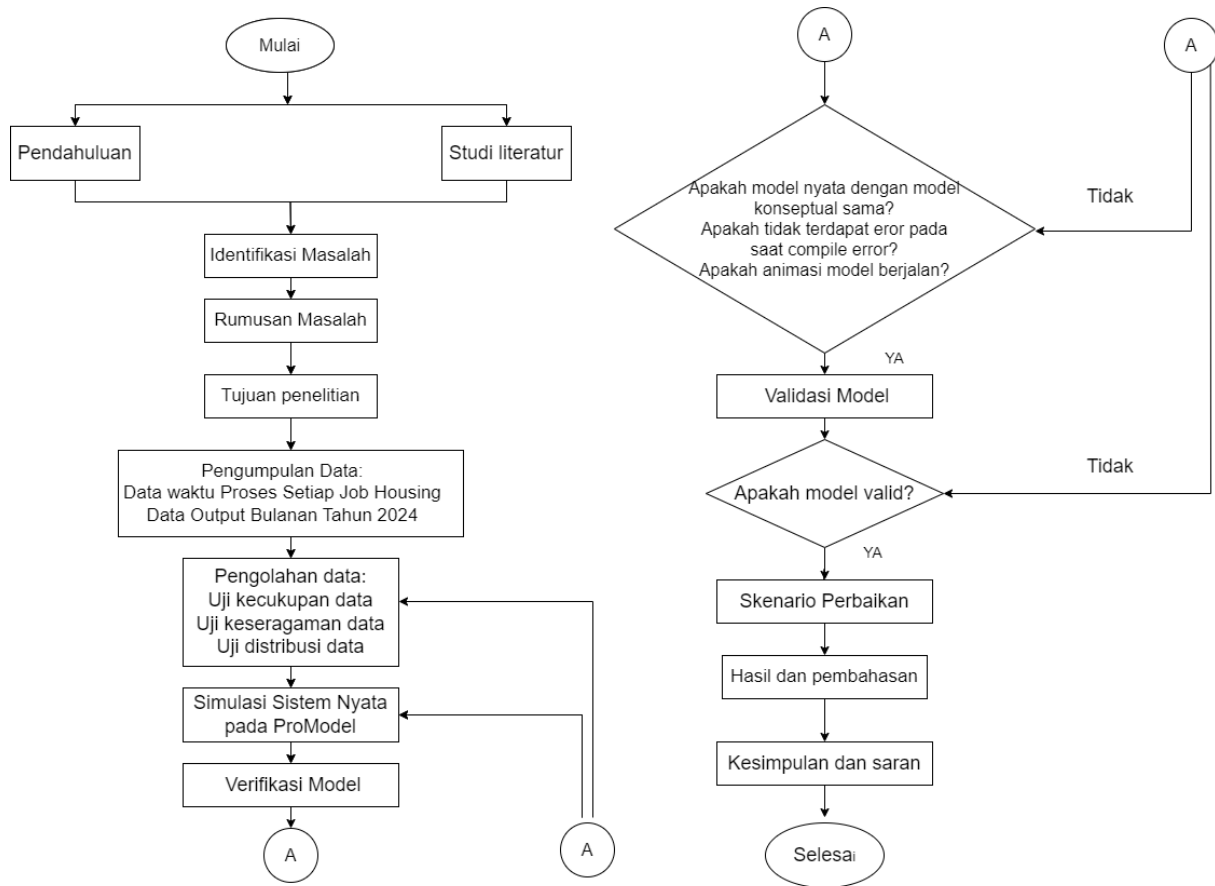 Mulai
Pendahuluan
Studi literatur
Identifikasi Masalah
Rumusan Masalah
Tujuan penelitian
Pengumpulan Data:
Data waktu Proses Setiap Job Housing
Data Output Bulanan Tahun 2024
Pengolahan data:
Uji kecukupan data
Uji keseragaman data
Uji distribusi data
Simulasi Sistem Nyata
pada ProModel
Verifikasi Model
A
A
A
A
Apakah model nyata dengan model
konseptual sama?
Apakah tidak terdapat eror pada
saat compile error?
Apakah animasi model berjalan?
Tidak
YA
Validasi Model
Apakah model valid?
Tidak
YA
Skenario Perbaikan
Hasil dan pembahasan
Kesimpulan dan saran
Selesai